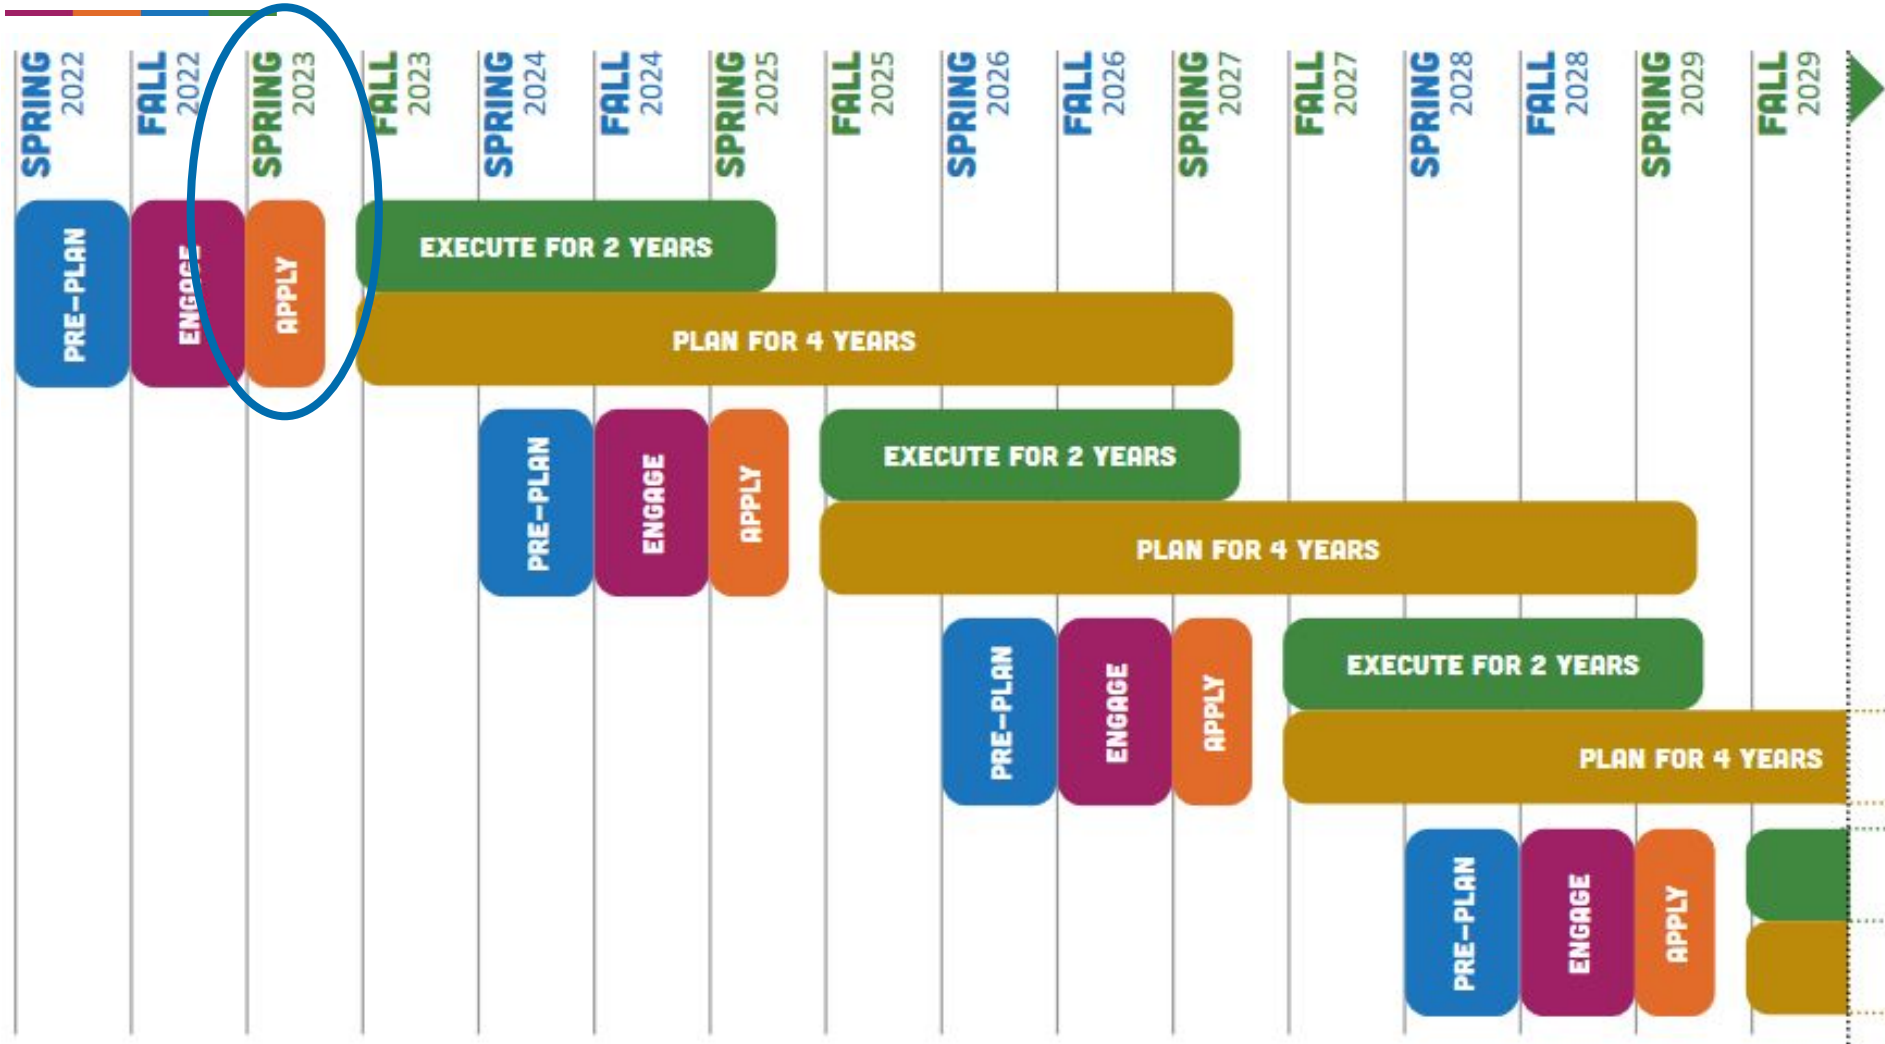 SPRING 2022
FALL 2022
SPRING 2023
FALL 2023
SPRING 2024
FALL 2024
SPRING 2025
FALL 2025
SPRING 2026
FALL 2026
SPRING 2027
FALL 2027
SPRING 2028
FALL 2028
SPRING 2029
FALL 2029
PRE-PLAN
ENGAGE
APPLY
EXECUTE FOR 2 YEARS
PLAN FOR 4 YEARS
PRE-PLAN
ENGAGE
APPLY
EXECUTE FOR 2 YEARS
PLAN FOR 4 YEARS
PRE-PLAN
ENGAGE
APPLY
EXECUTE FOR 2 YEARS
PLAN FOR 4 YEARS
PRE-PLAN
ENGAGE
APPLY